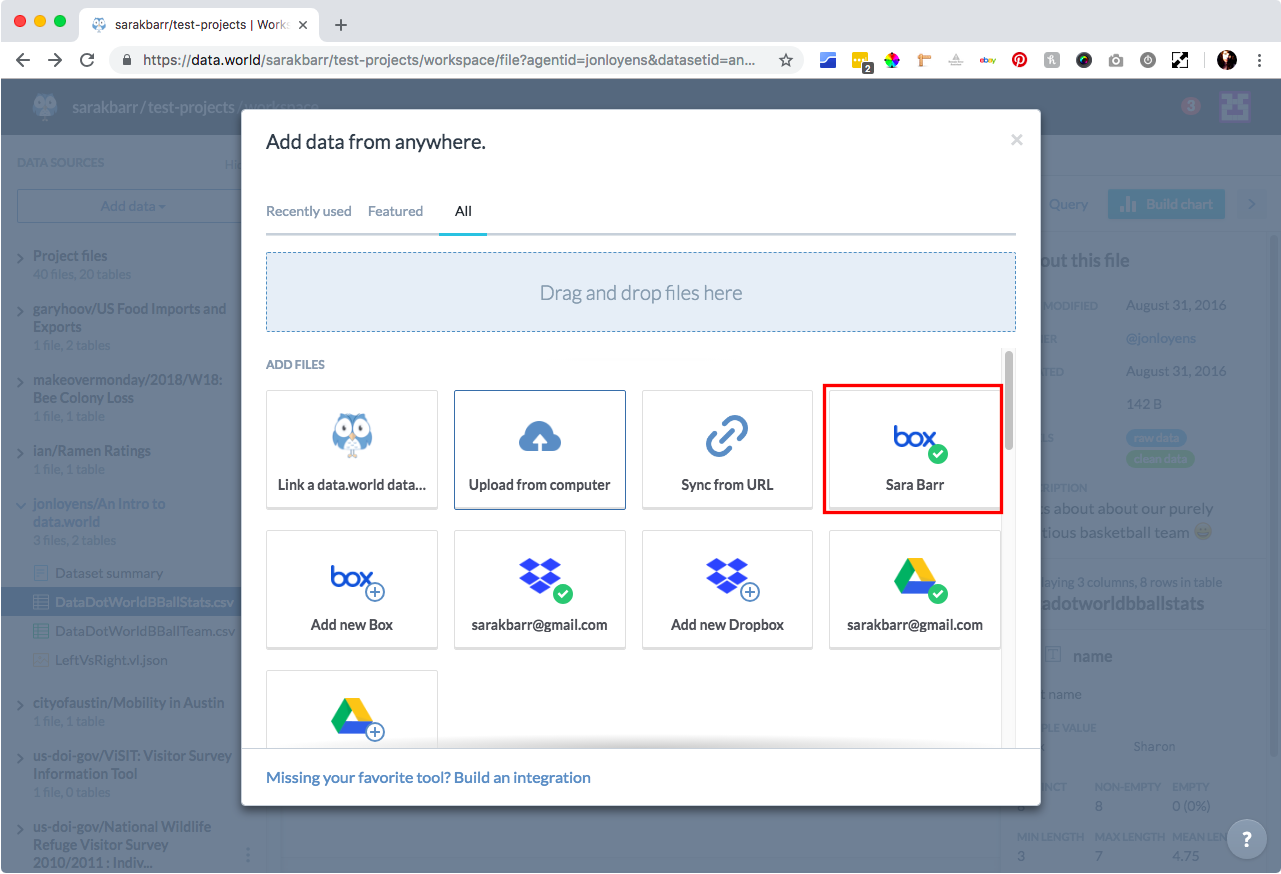 sarakbarr/test-projects | Works
https://data.world/sarakbarr/test-projects/workspace/file?agentid=jonloyens&datasetid=an...
2
ebay
sarakbarr/test-projects/workspace
3
DATA SOURCES
Add data
Project files
40 files, 20 tables
garyhoov/US Food Imports and
Exports
1 file, 2 tables
makeovermonday/2018/W18:
Bee Colony Loss
1 file, 1 table
ian/Ramen Ratings
1 file, 1 table
jonloyens/An Intro to
data.world
3 files, 2 tables
Dataset summary
DataDotWorldBBallStats.csv
DataDotWorldBBallTeam.csv
LeftVsRight.vl.json
cityofaustin/Mobility in Austin
1 file, 1 table
us-doi-gov/ViSIT: Visitor Survey
Information Tool
1 file, 0 tables
us-doi-gov/National Wildlife
Refuge Visitor Survey
2010/2011 : Indiv...
Add data from anywhere.
×
Recently used Featured All
Drag and drop files here
ADD FILES
Link a data.world data...
Upload from computer
Sync from URL
box
Sara Barr
box
Add new Box
sarakbarr@gmail.com
Add new Dropbox
sarakbarr@gmail.com
Missing your favorite tool? Build an integration
Query
Build chart
out this file
MODIFIED August 31, 2016
@jonloyens
August 31, 2016
142 B
raw data
clean data
about about our purely
basketball team
3 columns, 8 rows in table
adotworldbballstats
name
name
Sharon
NON-EMPTY EMPTY
8 0 (0%)
MIN LENGTH MAX LENGTH MEAN LEN
3 7 4.75
?